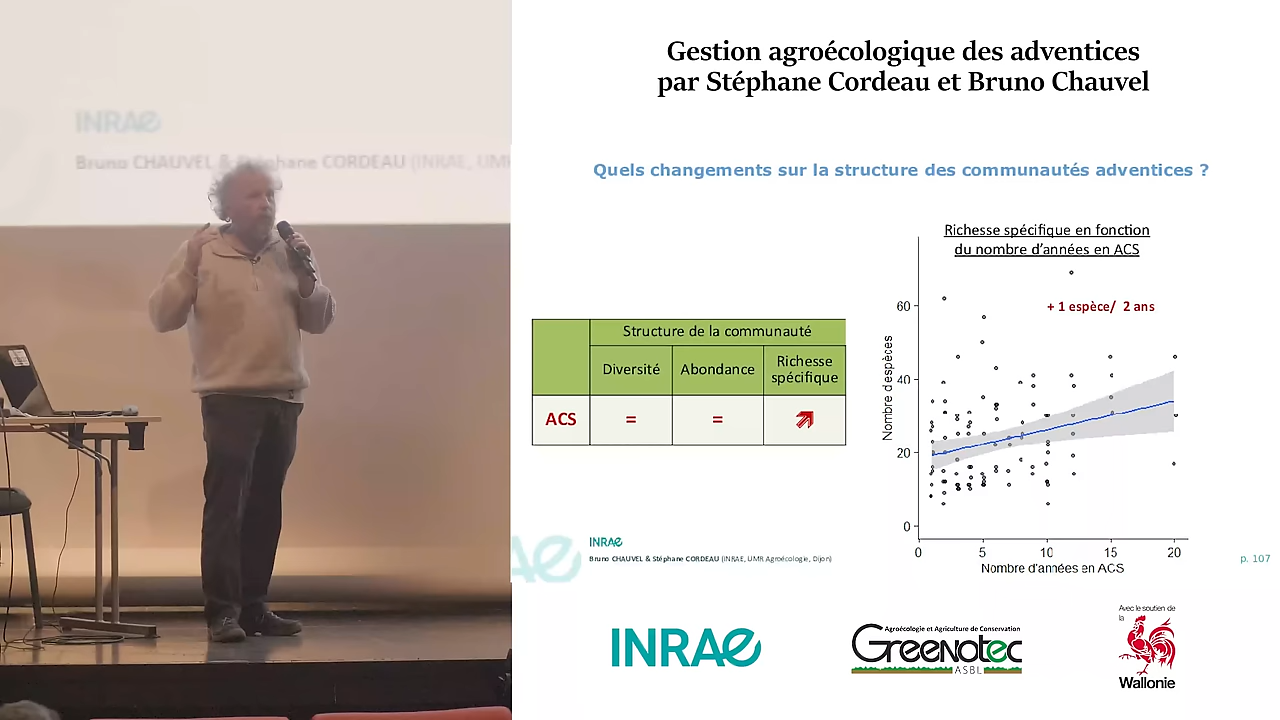 INRAE
Bruno CHAUVEL & Stéphane CORDEAU (INRAE, UMR
Gestion agroécologique des adventices
par Stéphane Cordeau et Bruno Chauvel
Quels changements sur la structure des communautés adventices ?
Structure de la communauté
Diversité
Abondance
Richesse
spécifique
ACS
=
=
Richesse spécifique en fonction
du nombre d'années en ACS
+ 1 espèce/ 2 ans
Nombre d'espèces
60
40
20
0
0
5
10
15
20
Nombre d'années en ACS
INRAE
Bruno CHAUVEL & Stéphane CORDEAU (INRAE, UMR Agroécologie, Dijon)
p. 107
INRAE
Agroécologie et Agriculture de Conservation
Greenotec
ASBL
Avec le soutien de
la
Wallonie